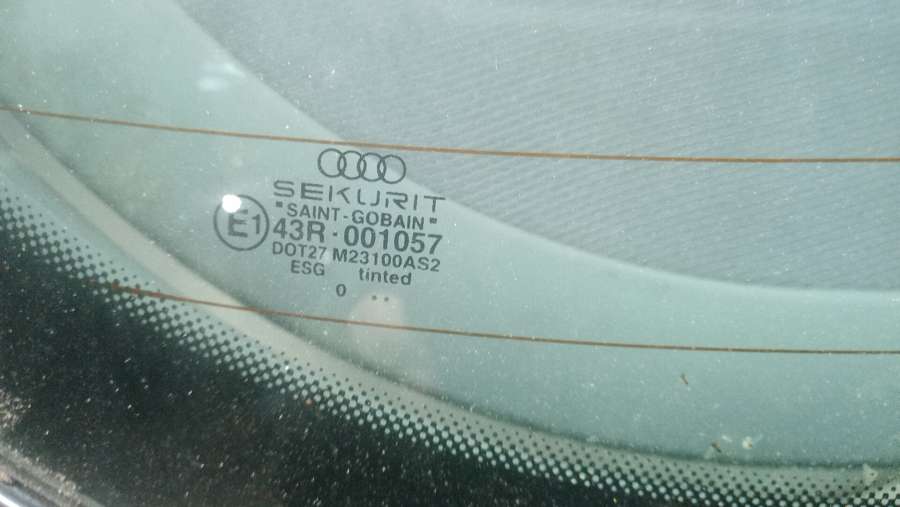 SEKURIT
"SAINT-GOBAIN"
E1
43R-001057
DOT27 M23100AS2
ESG tinted
0 ..